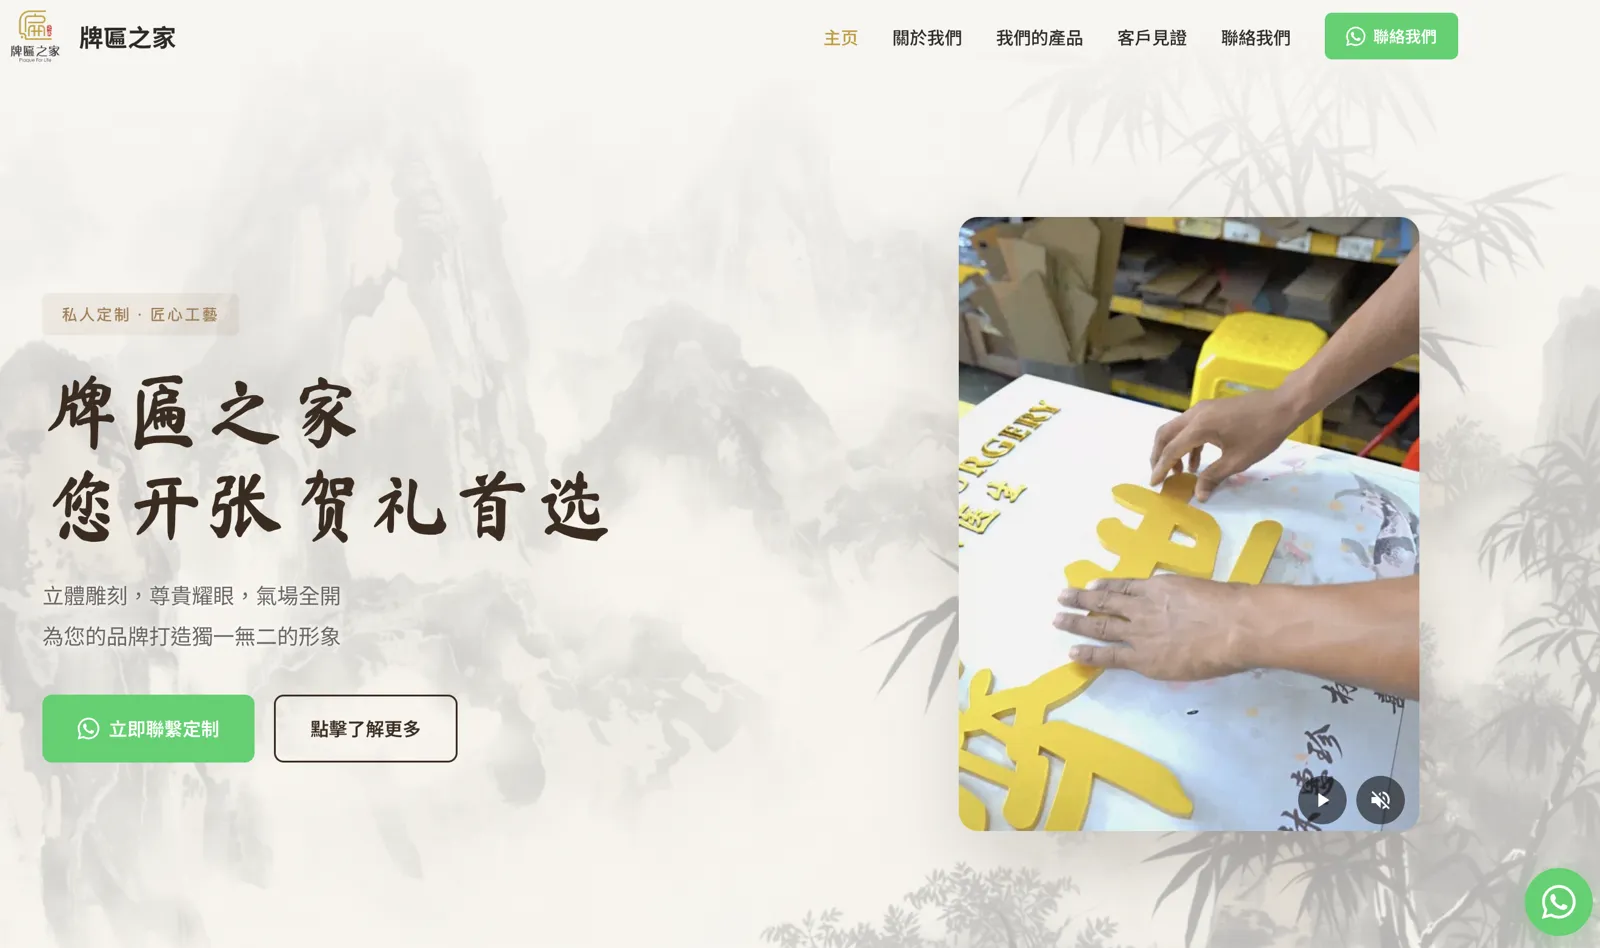 牌匾之家
Plaque For Life
牌匾之家
主页
關於我們
我們的產品
客戶見證
聯絡我們
聯絡我們
私人定制 · 匠心工藝
牌匾之家
您开张贺礼首选
立體雕刻，尊貴耀眼，氣場全開
為您的品牌打造獨一無二的形象
立即聯繫定制
點擊了解更多
RGERY